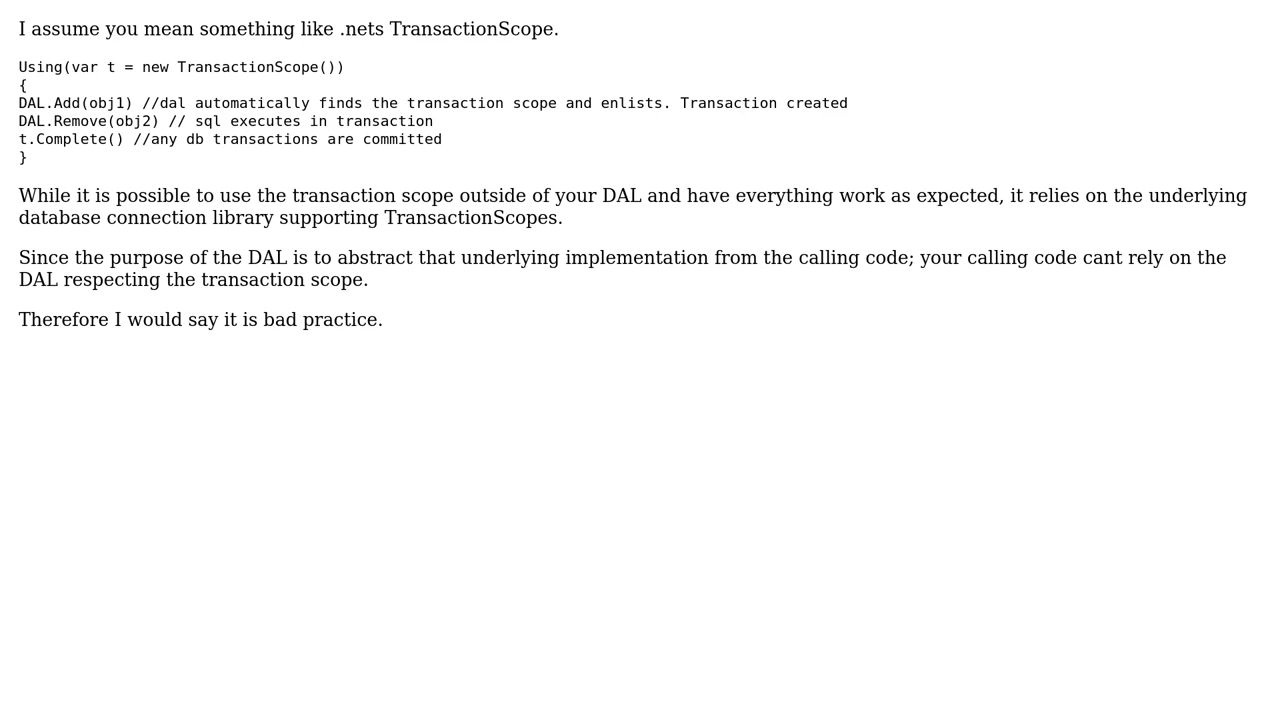 I assume you mean something like .nets TransactionScope.
Using(var t = new TransactionScope())
{
DAL.Add(obj1) //dal automatically finds the transaction scope and enlists. Transaction created
DAL.Remove(obj2) // sql executes in transaction
t.Complete() //any db transactions are committed
}
While it is possible to use the transaction scope outside of your DAL and have everything work as expected, it relies on the underlying
database connection library supporting TransactionScopes.
Since the purpose of the DAL is to abstract that underlying implementation from the calling code; your calling code cant rely on the
DAL respecting the transaction scope.
Therefore I would say it is bad practice.